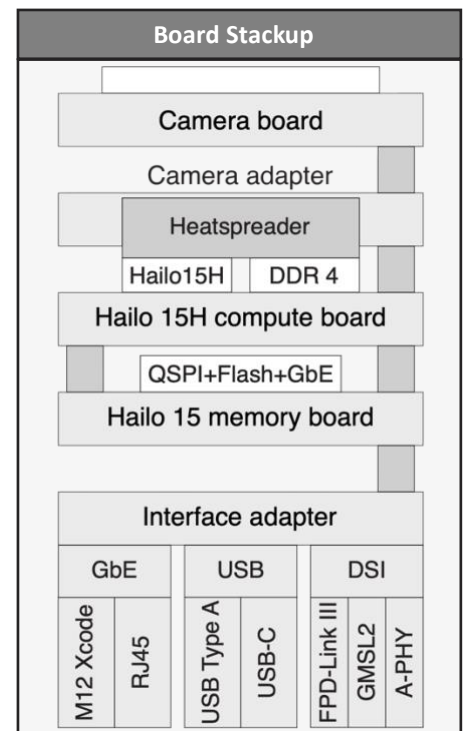 Board Stackup
Camera board
Camera adapter
Heatspreader
Hailo15H
DDR 4
Hailo 15H compute board
QSPI+Flash+GbE
Hailo 15 memory board
Interface adapter
GbE
USB
DSI
M12 Xcode
RJ45
USB Type A
USB-C
FPD-Link III
GMSL2
A-PHY